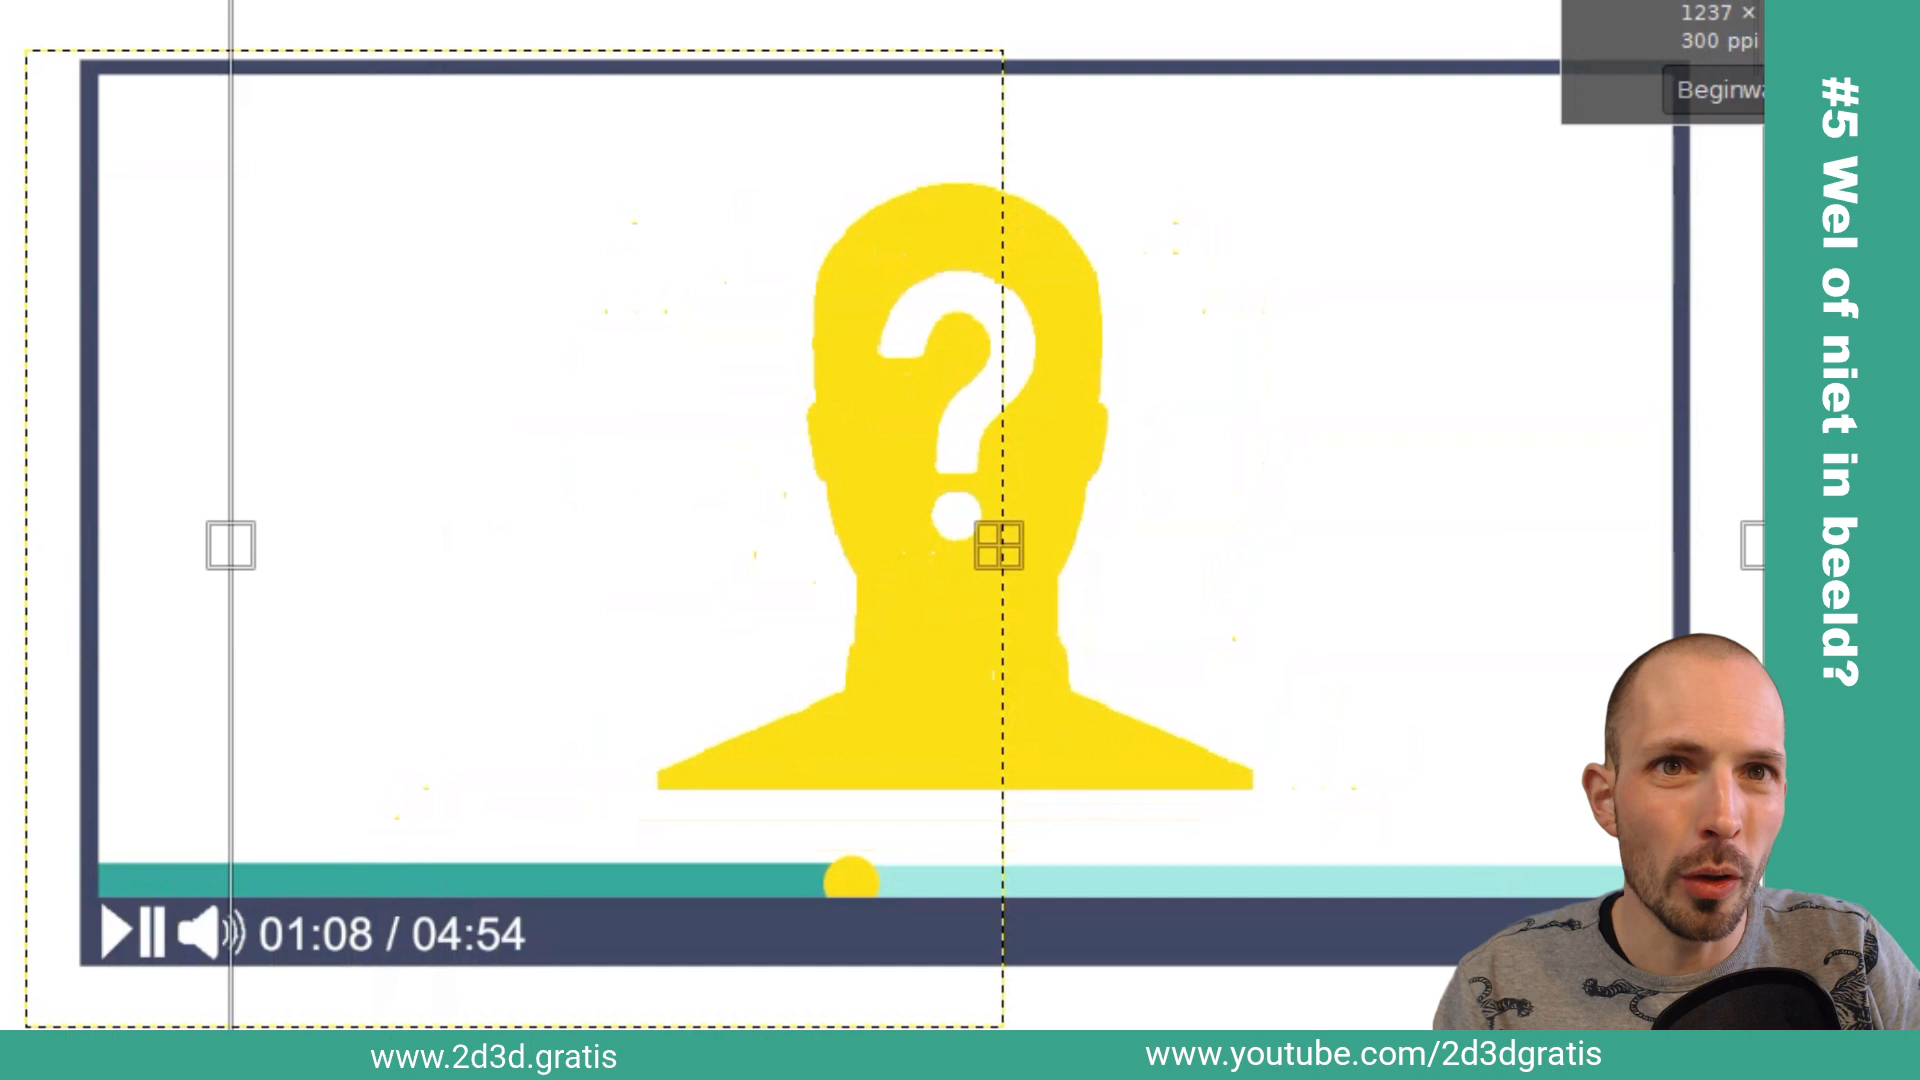 1237 ×
300 ppi
#5 Wel of niet in beeld?
01:08 / 04:54
www.2d3d.gratis
www.youtube.com/2d3dgratis